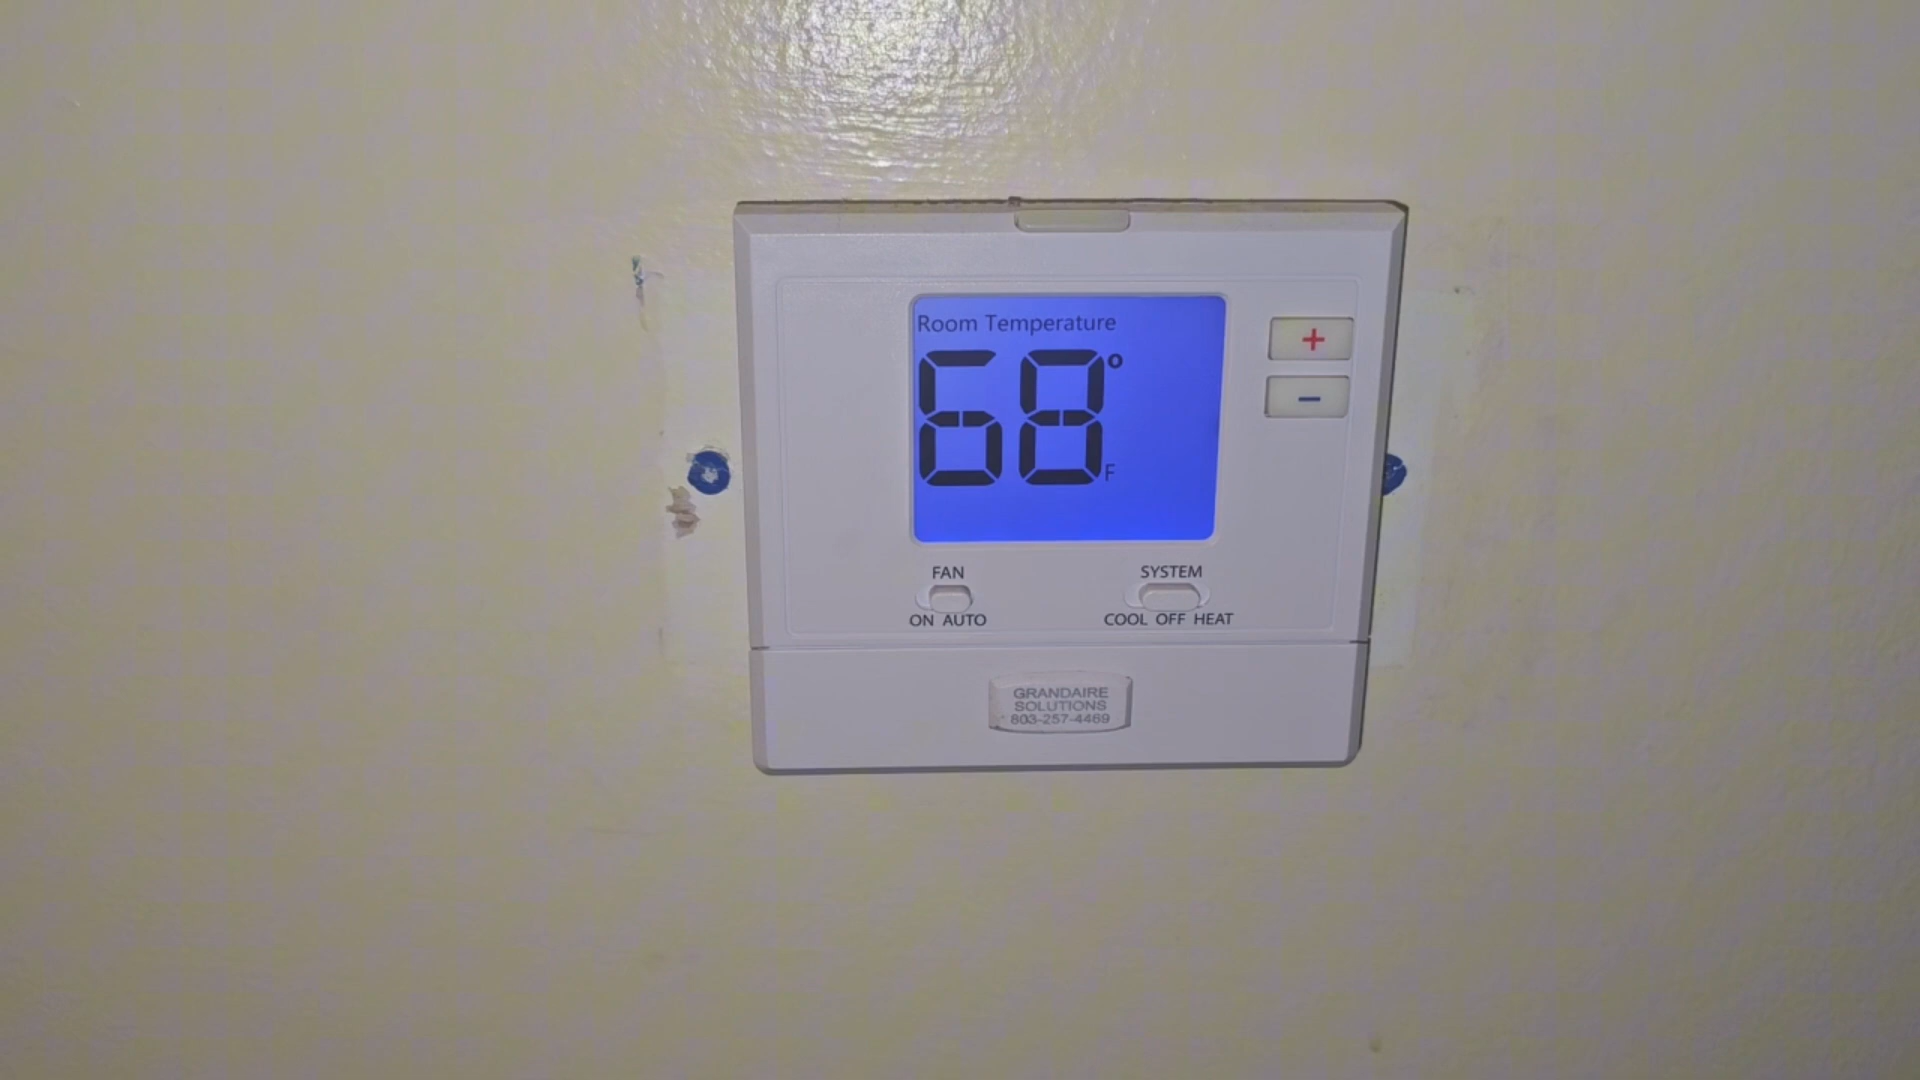 Room Temperature
68°
F
+
−
FAN
ON AUTO
SYSTEM
COOL OFF HEAT
GRANDAIRE
SOLUTIONS
803-257-4469